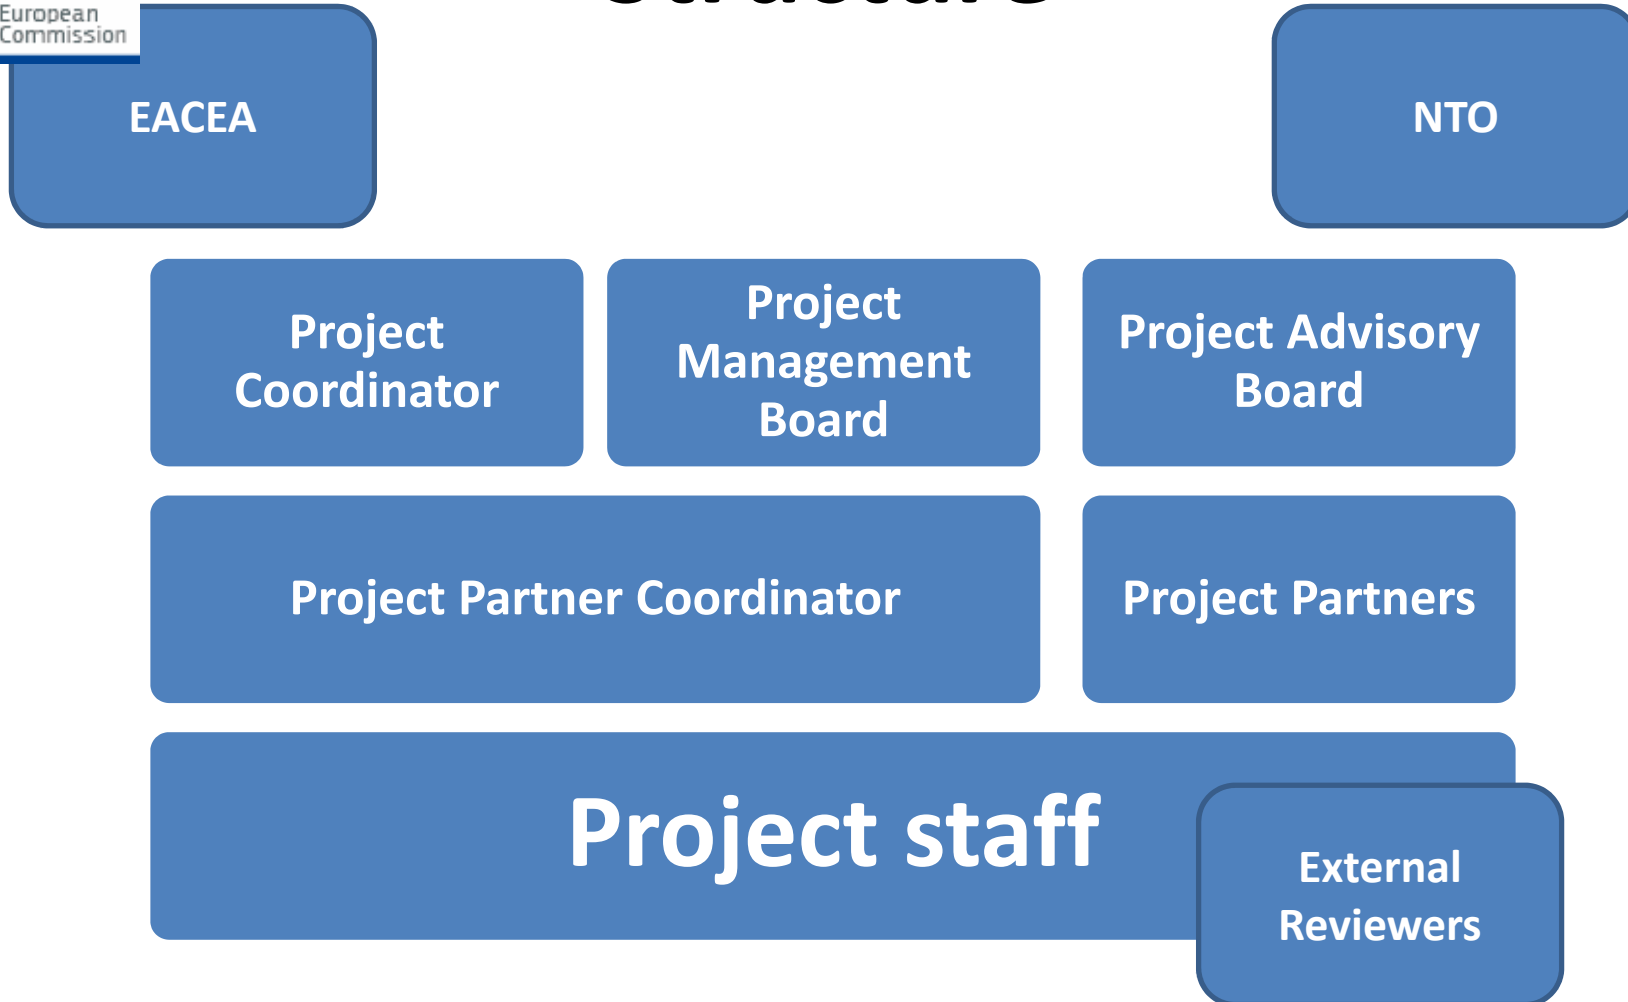 European
Commission
EACEA
NTO
Project
Coordinator
Project
Management
Board
Project Advisory
Board
Project Partner Coordinator
Project Partners
Project staff
External
Reviewers